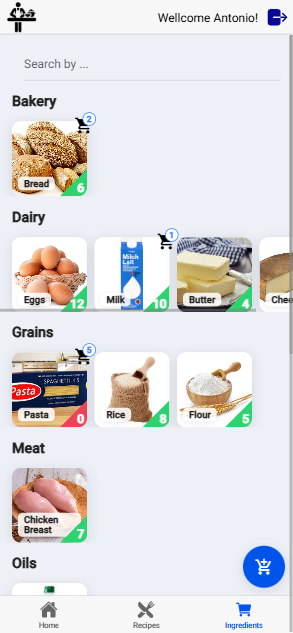 Wellcome Antonio!
Search by ...
Bakery
2
Bread
6
Dairy
1
Eggs
12
Milch
Lait
Milk
10
Butter
4
Chee
Grains
5
Pasta
SPAGHETTI
Pasta
0
Rice
8
Flour
5
Meat
Chicken
Breast
7
Oils
Home
Recipes
Ingredients